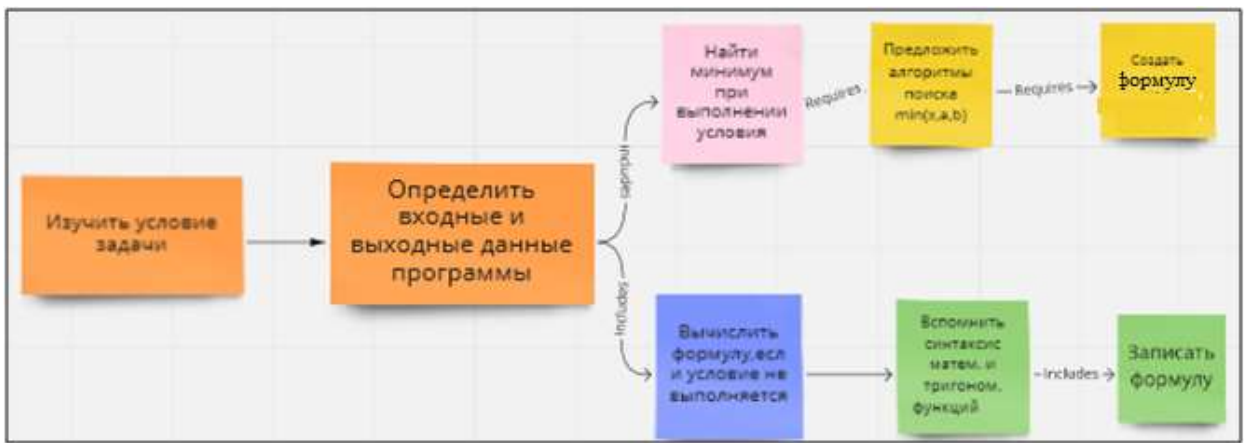 Изучить условие
задачи
Определить
входные и
выходные данные
программы
Includes
Найти
минимум
при
выполнении
условия
Requires
Предложить
алгоритмы
поиска
min(x,a,b)
Requires
Создать
формулу
Includes
Вычислить
формулу,есл
и условие не
выполняется
Вспомнить
синтаксис
матем. и
тригоном.
функций
Includes
Записать
формулу